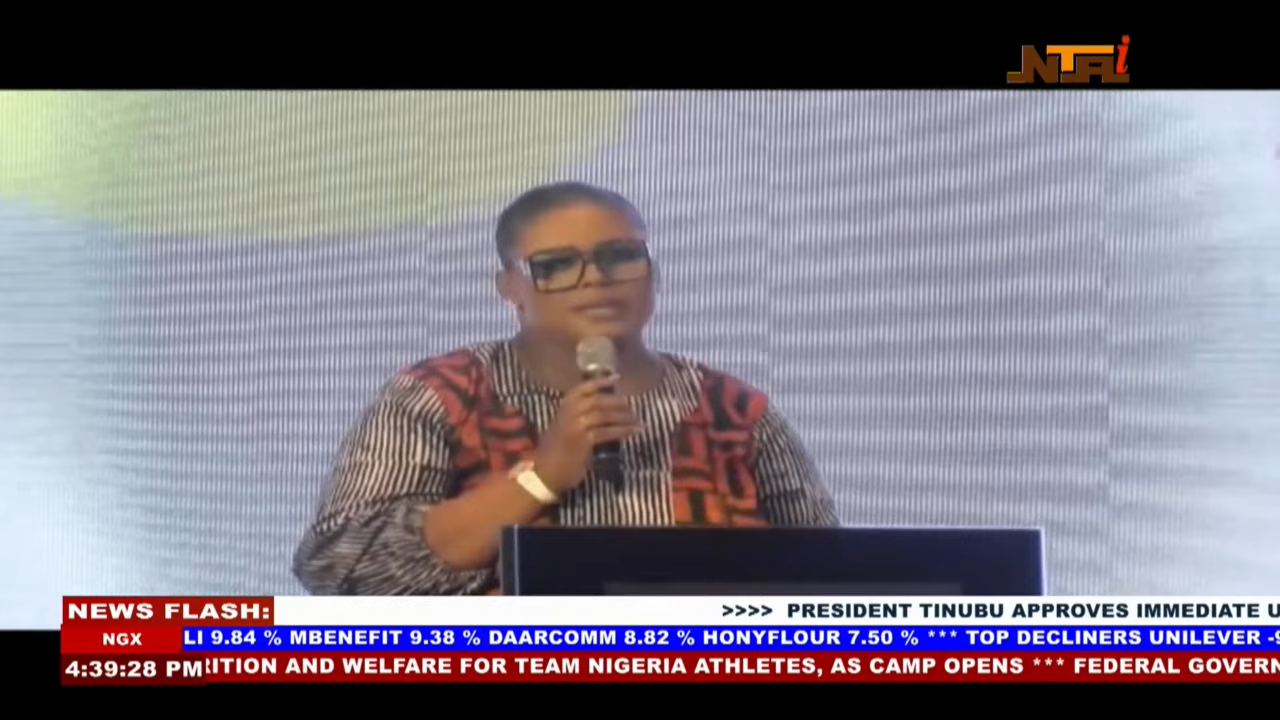 NTAi
NEWS FLASH: >>>> PRESIDENT TINUBU APPROVES IMMEDIATE U
NGX LI 9.84 % MBENEFIT 9.38 % DAARCOMM 8.82 % HONYFLOUR 7.50 % *** TOP DECLINERS UNILEVER -9
4:39:28 PM RITION AND WELFARE FOR TEAM NIGERIA ATHLETES, AS CAMP OPENS *** FEDERAL GOVERN